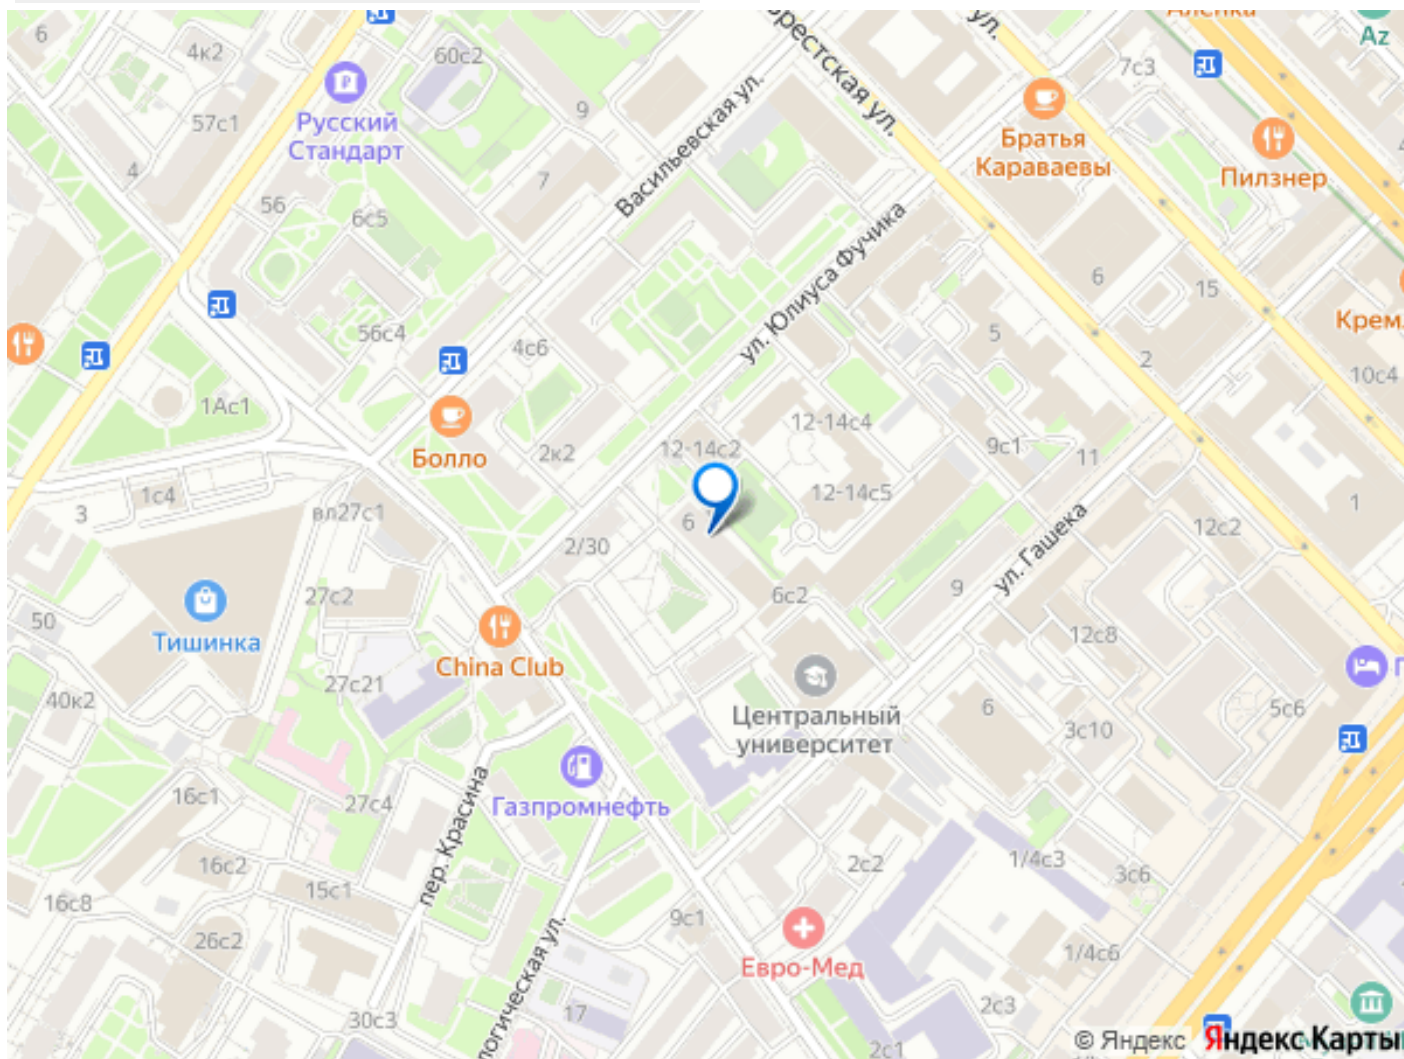 Алёнка
Az
6
4к2
60с2
7с3
57с1
Русский
Стандарт
9
Васильевская ул.
рестская ул.
ул.
Братья
Караваевы
Пилзнер
4
7
56
6с5
ул. Юлиуса Фучика
6
15
Крем
56с4
4с6
5
2
10с4
1Ас1
Болло
2к2
12-14с2
12-14с4
9с1
11
1с4
3
вл27с1
12-14с5
1
6
2/30
ул. Гашека
12с2
27с2
6с2
9
50
Тишинка
China Club
12с8
40к2
27с21
Центральный
университет
6
3с10
5с6
Газпромнефть
16с1
27с4
пер. Красина
16с2
15с1
2с2
1/4с3
3с6
16с8
9с1
26с2
Евро-Мед
1/4с6
логическая ул.
30с3
17
2с3
2с1
© Яндекс Яндекс Карты